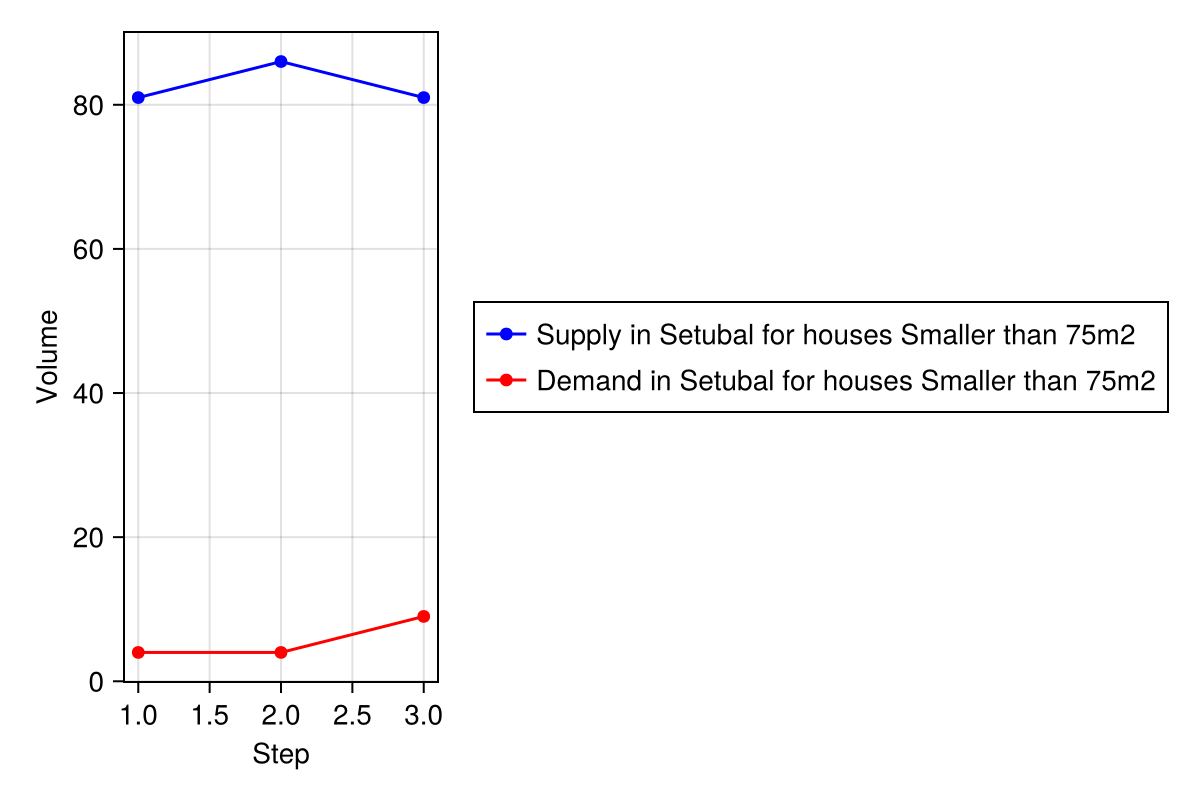 80
60
40
20
0
Volume
1.0 1.5 2.0 2.5 3.0
Step
Supply in Setubal for houses Smaller than 75m2
Demand in Setubal for houses Smaller than 75m2